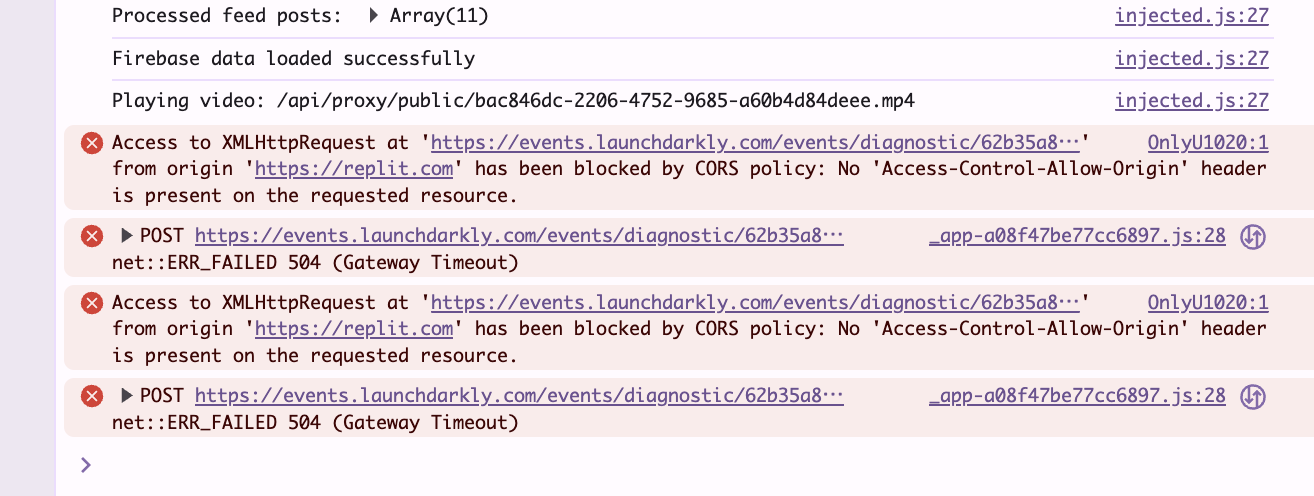 Processed feed posts: ▶ Array(11) injected.js:27
Firebase data loaded successfully injected.js:27
Playing video: /api/proxy/public/bac846dc-2206-4752-9685-a60b4d84deee.mp4 injected.js:27
Access to XMLHttpRequest at 'https://events.launchdarkly.com/events/diagnostic/62b35a8…' OnlyU1020:1
from origin 'https://replit.com' has been blocked by CORS policy: No 'Access-Control-Allow-Origin' header
is present on the requested resource.
▶ POST https://events.launchdarkly.com/events/diagnostic/62b35a8… _app-a08f47be77cc6897.js:28
net::ERR_FAILED 504 (Gateway Timeout)
Access to XMLHttpRequest at 'https://events.launchdarkly.com/events/diagnostic/62b35a8…' OnlyU1020:1
from origin 'https://replit.com' has been blocked by CORS policy: No 'Access-Control-Allow-Origin' header
is present on the requested resource.
▶ POST https://events.launchdarkly.com/events/diagnostic/62b35a8… _app-a08f47be77cc6897.js:28
net::ERR_FAILED 504 (Gateway Timeout)